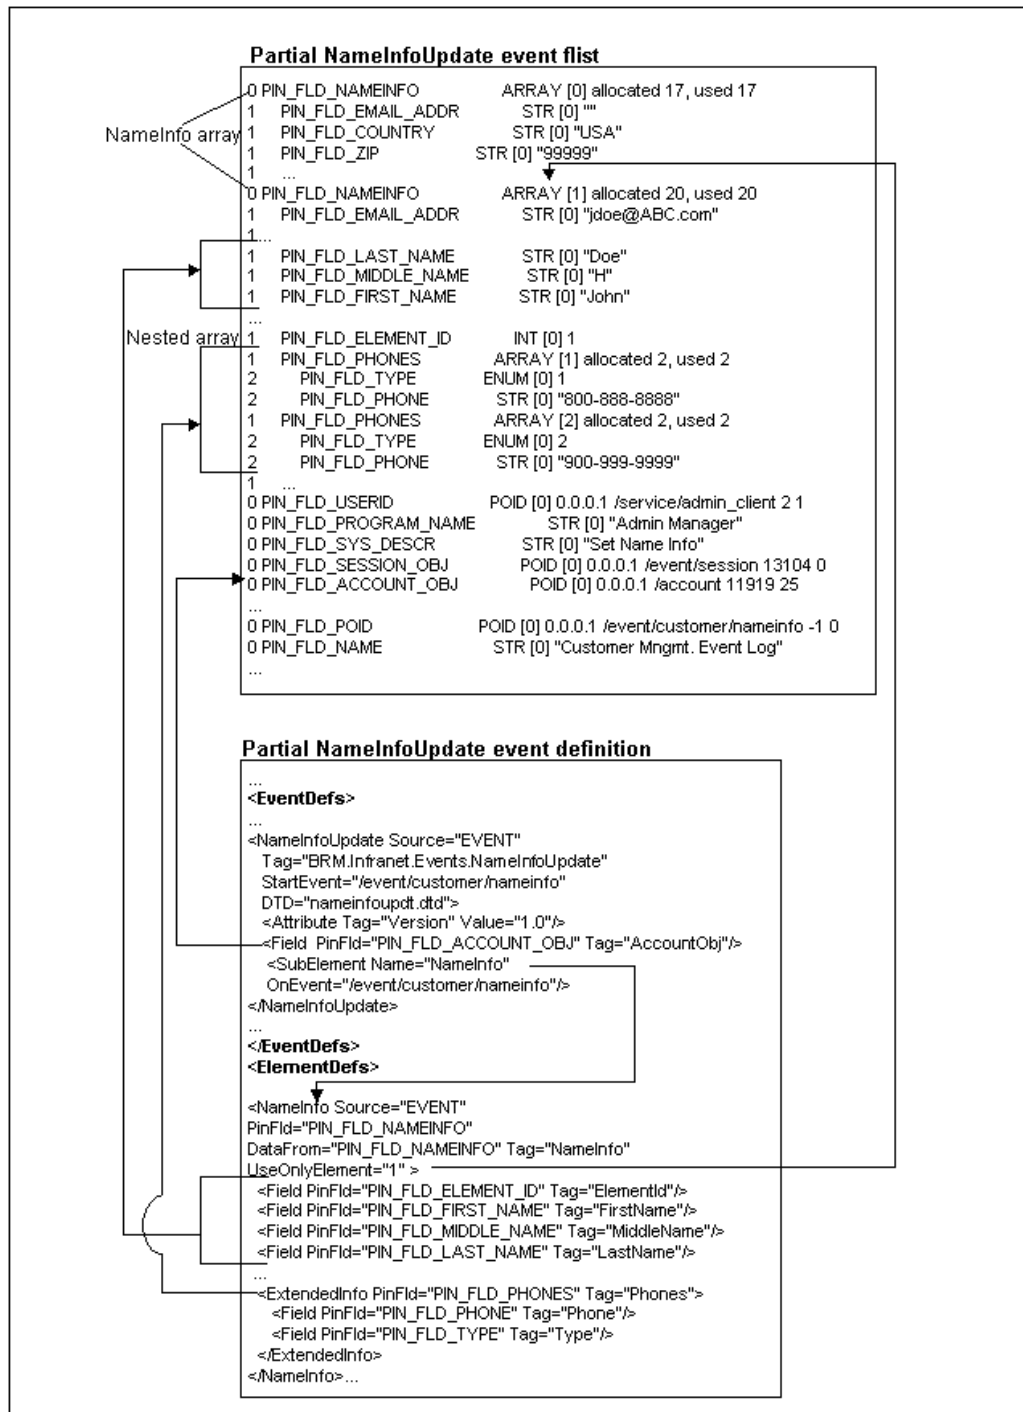 Partial NameInfoUpdate event flist
0 PIN_FLD_NAMEINFO ARRAY [0] allocated 17, used 17
1 PIN_FLD_EMAIL_ADDR STR [0] ""
NameInfo array 1 PIN_FLD_COUNTRY STR [0] "USA"
1 PIN_FLD_ZIP STR [0] "99999"
1 ...
0 PIN_FLD_NAMEINFO ARRAY [1] allocated 20, used 20
1 PIN_FLD_EMAIL_ADDR STR [0] "jdoe@ABC.com"
1 ...
1 PIN_FLD_LAST_NAME STR [0] "Doe"
1 PIN_FLD_MIDDLE_NAME STR [0] "H"
1 PIN_FLD_FIRST_NAME STR [0] "John"
...
Nested array 1 PIN_FLD_ELEMENT_ID INT [0] 1
1 PIN_FLD_PHONES ARRAY [1] allocated 2, used 2
2 PIN_FLD_TYPE ENUM [0] 1
2 PIN_FLD_PHONE STR [0] "800-888-8888"
1 PIN_FLD_PHONES ARRAY [2] allocated 2, used 2
2 PIN_FLD_TYPE ENUM [0] 2
2 PIN_FLD_PHONE STR [0] "900-999-9999"
1 ...
0 PIN_FLD_USERID POID [0] 0.0.0.1 /service/admin_client 2 1
0 PIN_FLD_PROGRAM_NAME STR [0] "Admin Manager"
0 PIN_FLD_SYS_DESCR STR [0] "Set Name Info"
0 PIN_FLD_SESSION_OBJ POID [0] 0.0.0.1 /event/session 13104 0
0 PIN_FLD_ACCOUNT_OBJ POID [0] 0.0.0.1 /account 11919 25
...
0 PIN_FLD_POID POID [0] 0.0.0.1 /event/customer/nameinfo -1 0
0 PIN_FLD_NAME STR [0] "Customer Mngmt. Event Log"
...
Partial NameInfoUpdate event definition
...
<EventDefs>
...
<NameInfoUpdate Source="EVENT"
Tag="BRM.Infranet.Events.NameInfoUpdate"
StartEvent="/event/customer/nameinfo"
DTD="nameinfoupdt.dtd">
<Attribute Tag="Version" Value="1.0"/>
<Field PinFld="PIN_FLD_ACCOUNT_OBJ" Tag="AccountObj"/>
<SubElement Name="NameInfo"
OnEvent="/event/customer/nameinfo"/>
</NameInfoUpdate>
...
</EventDefs>
<ElementDefs>
<NameInfo Source="EVENT"
PinFld="PIN_FLD_NAMEINFO"
DataFrom="PIN_FLD_NAMEINFO" Tag="NameInfo"
UseOnlyElement="1" >
<Field PinFld="PIN_FLD_ELEMENT_ID" Tag="ElementId"/>
<Field PinFld="PIN_FLD_FIRST_NAME" Tag="FirstName"/>
<Field PinFld="PIN_FLD_MIDDLE_NAME" Tag="MiddleName"/>
<Field PinFld="PIN_FLD_LAST_NAME" Tag="LastName"/>
...
<ExtendedInfo PinFld="PIN_FLD_PHONES" Tag="Phones">
<Field PinFld="PIN_FLD_PHONE" Tag="Phone"/>
<Field PinFld="PIN_FLD_TYPE" Tag="Type"/>
</ExtendedInfo>
</NameInfo>...